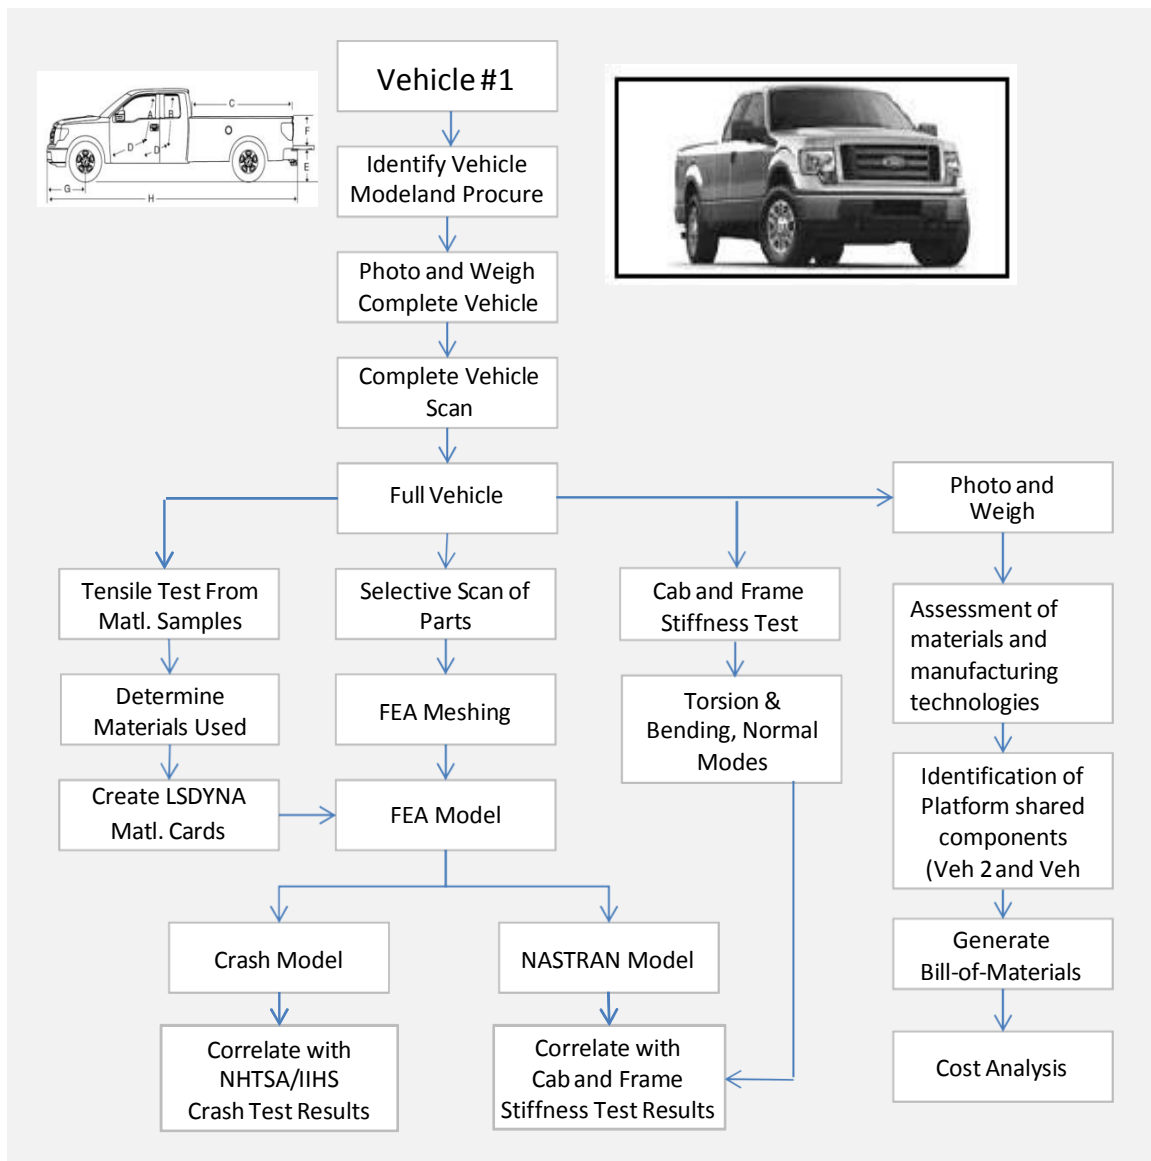 Vehicle #1
C
A
B
F
D
D
E
G
H
Identify Vehicle
Modeland Procure
Photo and Weigh
Complete Vehicle
Complete Vehicle
Scan
Full Vehicle
Photo and
Weigh
Tensile Test From
Matl. Samples
Selective Scan of
Parts
Cab and Frame
Stiffness Test
Assessment of
materials and
manufacturing
technologies
Determine
Materials Used
FEA Meshing
Torsion &
Bending, Normal
Modes
Create LSDYNA
Matl. Cards
FEA Model
Identification of
Platform shared
components
(Veh 2 and Veh
Crash Model
NASTRAN Model
Generate
Bill-of-Materials
Correlate with
NHTSA/IIHS
Crash Test Results
Correlate with
Cab and Frame
Stiffness Test Results
Cost Analysis